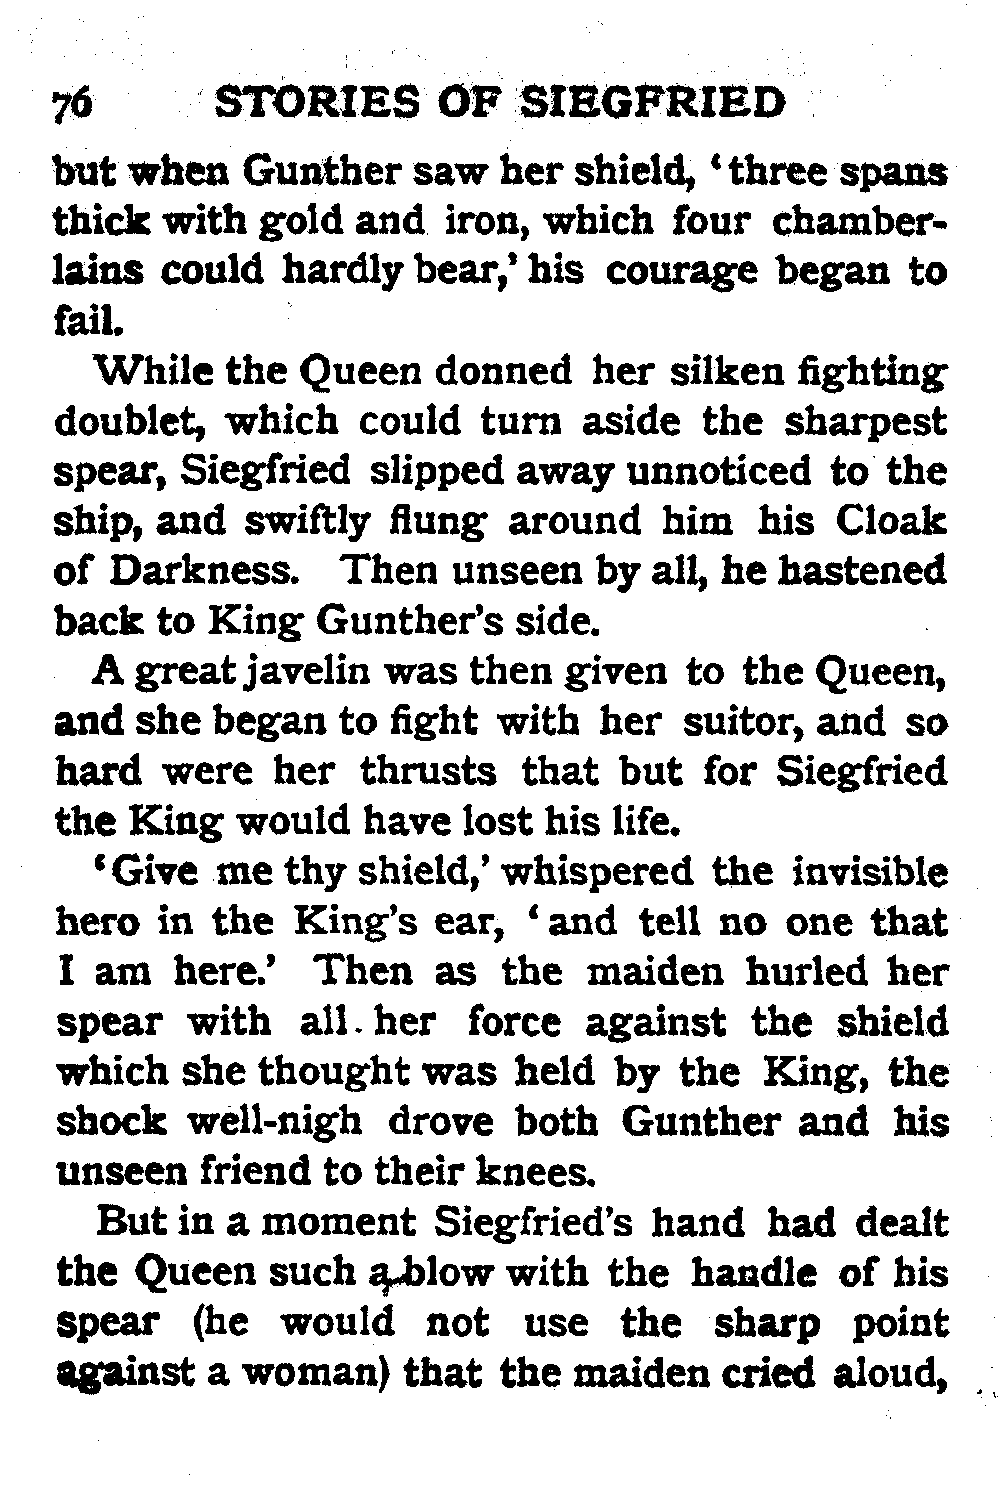 76 STORIES OF SIEGFRIED
but when Gunther saw her shield, ‘three spans
thick with gold and iron, which four chamber-
lains could hardly bear,’ his courage began to
fail.
While the Queen donned her silken fighting
doublet, which could turn aside the sharpest
spear, Siegfried slipped away unnoticed to the
ship, and swiftly flung around him his Cloak
of Darkness. Then unseen by all, he hastened
back to King Gunther’s side.
A great javelin was then given to the Queen,
and she began to fight with her suitor, and so
hard were her thrusts that but for Siegfried
the King would have lost his life.
‘Give me thy shield,’ whispered the invisible
hero in the King’s ear, ‘and tell no one that
I am here.’ Then as the maiden hurled her
spear with all her force against the shield
which she thought was held by the King, the
shock well-nigh drove both Gunther and his
unseen friend to their knees.
But in a moment Siegfried’s hand had dealt
the Queen such a blow with the handle of his
spear (he would not use the sharp point
against a woman) that the maiden cried aloud,